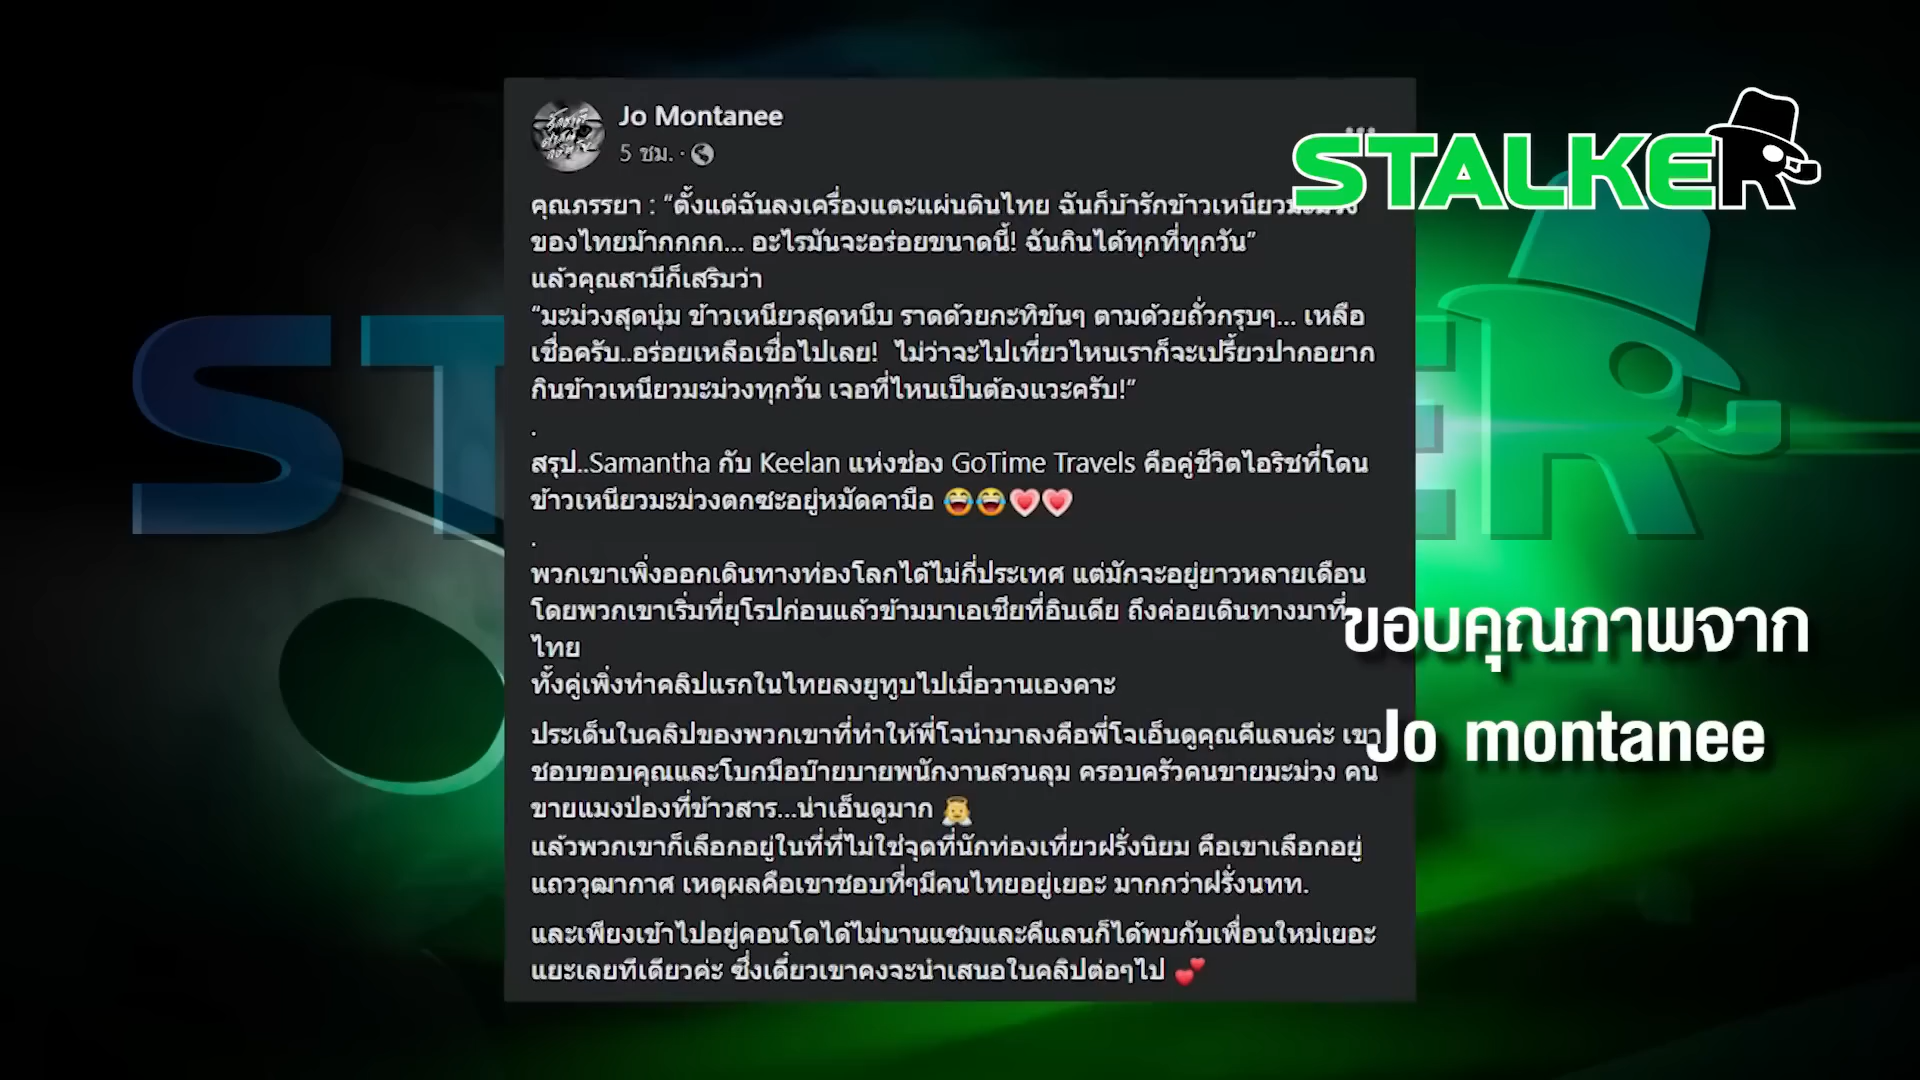 Jo Montanee
5 ชม. ·
STALKER
คุณภรรยา : “ตั้งแต่ฉันลงเครื่องแตะแผ่นดินไทย ฉันก็บ้ารักข้าวเหนียวมะม่วง
ของไทยม้ากกกก... อะไรมันจะอร่อยขนาดนี้! ฉันกินได้ทุกที่ทุกวัน”
แล้วคุณสามีก็เสริมว่า
“มะม่วงสุดนุ่ม ข้าวเหนียวสุดหนึบ ราดด้วยกะทิข้นๆ ตามด้วยถั่วกรุบๆ... เหลือ
เชื่อครับ..อร่อยเหลือเชื่อไปเลย! ไม่ว่าจะไปเที่ยวไหนเราก็จะเปรี้ยวปากอยาก
กินข้าวเหนียวมะม่วงทุกวัน เจอที่ไหนเป็นต้องแวะครับ!”
.
สรุป..Samantha กับ Keelan แห่งช่อง GoTime Travels คือคู่ชีวิตไอริชที่โดน
ข้าวเหนียวมะม่วงตกซะอยู่หมัดคามือ 😂😂💗💗
.
พวกเขาเพิ่งออกเดินทางท่องโลกได้ไม่กี่ประเทศ แต่มักจะอยู่ยาวหลายเดือน
โดยพวกเขาเริ่มที่ยุโรปก่อนแล้วข้ามมาเอเชียที่อินเดีย ถึงค่อยเดินทางมาที่
ไทย
ทั้งคู่เพิ่งทำคลิปแรกในไทยลงยูทูบไปเมื่อวานเองคาะ
ประเด็นในคลิปของพวกเขาที่ทำให้พี่โจนำมาลงคือพี่โจเอ็นดูคุณคีแลนค่ะ เขา
ชอบขอบคุณและโบกมือบ๊ายบายพนักงานสวนลุม ครอบครัวคนขายมะม่วง คน
ขายแมงป่องที่ข้าวสาร...น่าเอ็นดูมาก 👼
แล้วพวกเขาก็เลือกอยู่ในที่ที่ไม่ใช่จุดที่นักท่องเที่ยวฝรั่งนิยม คือเขาเลือกอยู่
แถววุฒากาศ เหตุผลคือเขาชอบที่ๆมีคนไทยอยู่เยอะ มากกว่าฝรั่งนทท.
และเพียงเข้าไปอยู่คอนโดได้ไม่นานแซมและคีแลนก็ได้พบกับเพื่อนใหม่เยอะ
แยะเลยทีเดียวค่ะ ซึ่งเดี๋ยวเขาคงจะนำเสนอในคลิปต่อๆไป 💕
ขอบคุณภาพจาก
Jo montanee